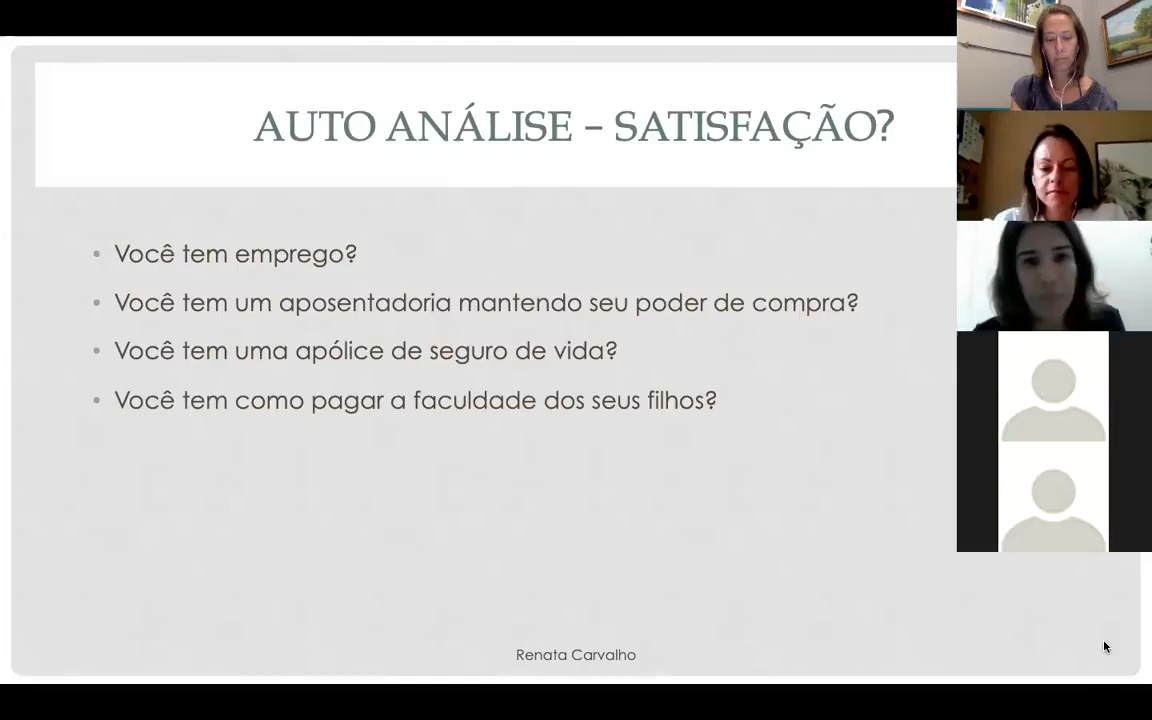 AUTO ANÁLISE – SATISFAÇÃO?
• Você tem emprego?
• Você tem um aposentadoria mantendo seu poder de compra?
• Você tem uma apólice de seguro de vida?
• Você tem como pagar a faculdade dos seus filhos?
Renata Carvalho